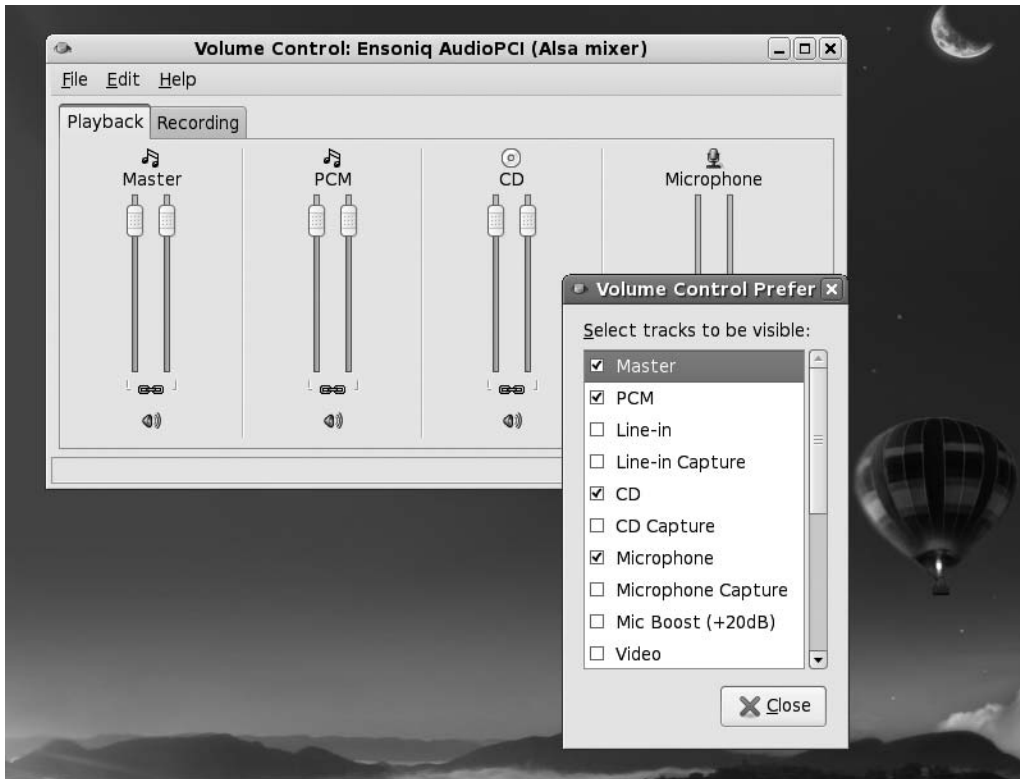 Volume Control: Ensoniq AudioPCI (Alsa mixer)
File Edit Help
Playback Recording
Master PCM CD Microphone
Volume Control Prefer
Select tracks to be visible:
Master
PCM
Line-in
Line-in Capture
CD
CD Capture
Microphone
Microphone Capture
Mic Boost (+20dB)
Video
Close